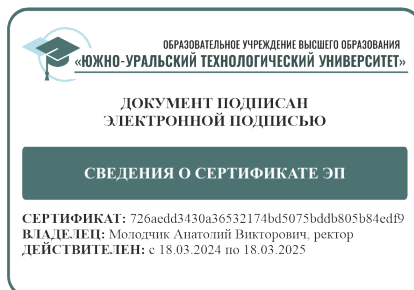 ОБРАЗОВАТЕЛЬНОЕ УЧРЕЖДЕНИЕ ВЫСШЕГО ОБРАЗОВАНИЯ
«ЮЖНО-УРАЛЬСКИЙ ТЕХНОЛОГИЧЕСКИЙ УНИВЕРСИТЕТ»
ДОКУМЕНТ ПОДПИСАН
ЭЛЕКТРОННОЙ ПОДПИСЬЮ
СВЕДЕНИЯ О СЕРТИФИКАТЕ ЭП
СЕРТИФИКАТ: 726aedd3430a36532174bd5075bddb805b84edf9
ВЛАДЕЛЕЦ: Молодчик Анатолий Викторович, ректор
ДЕЙСТВИТЕЛЕН: с 18.03.2024 по 18.03.2025